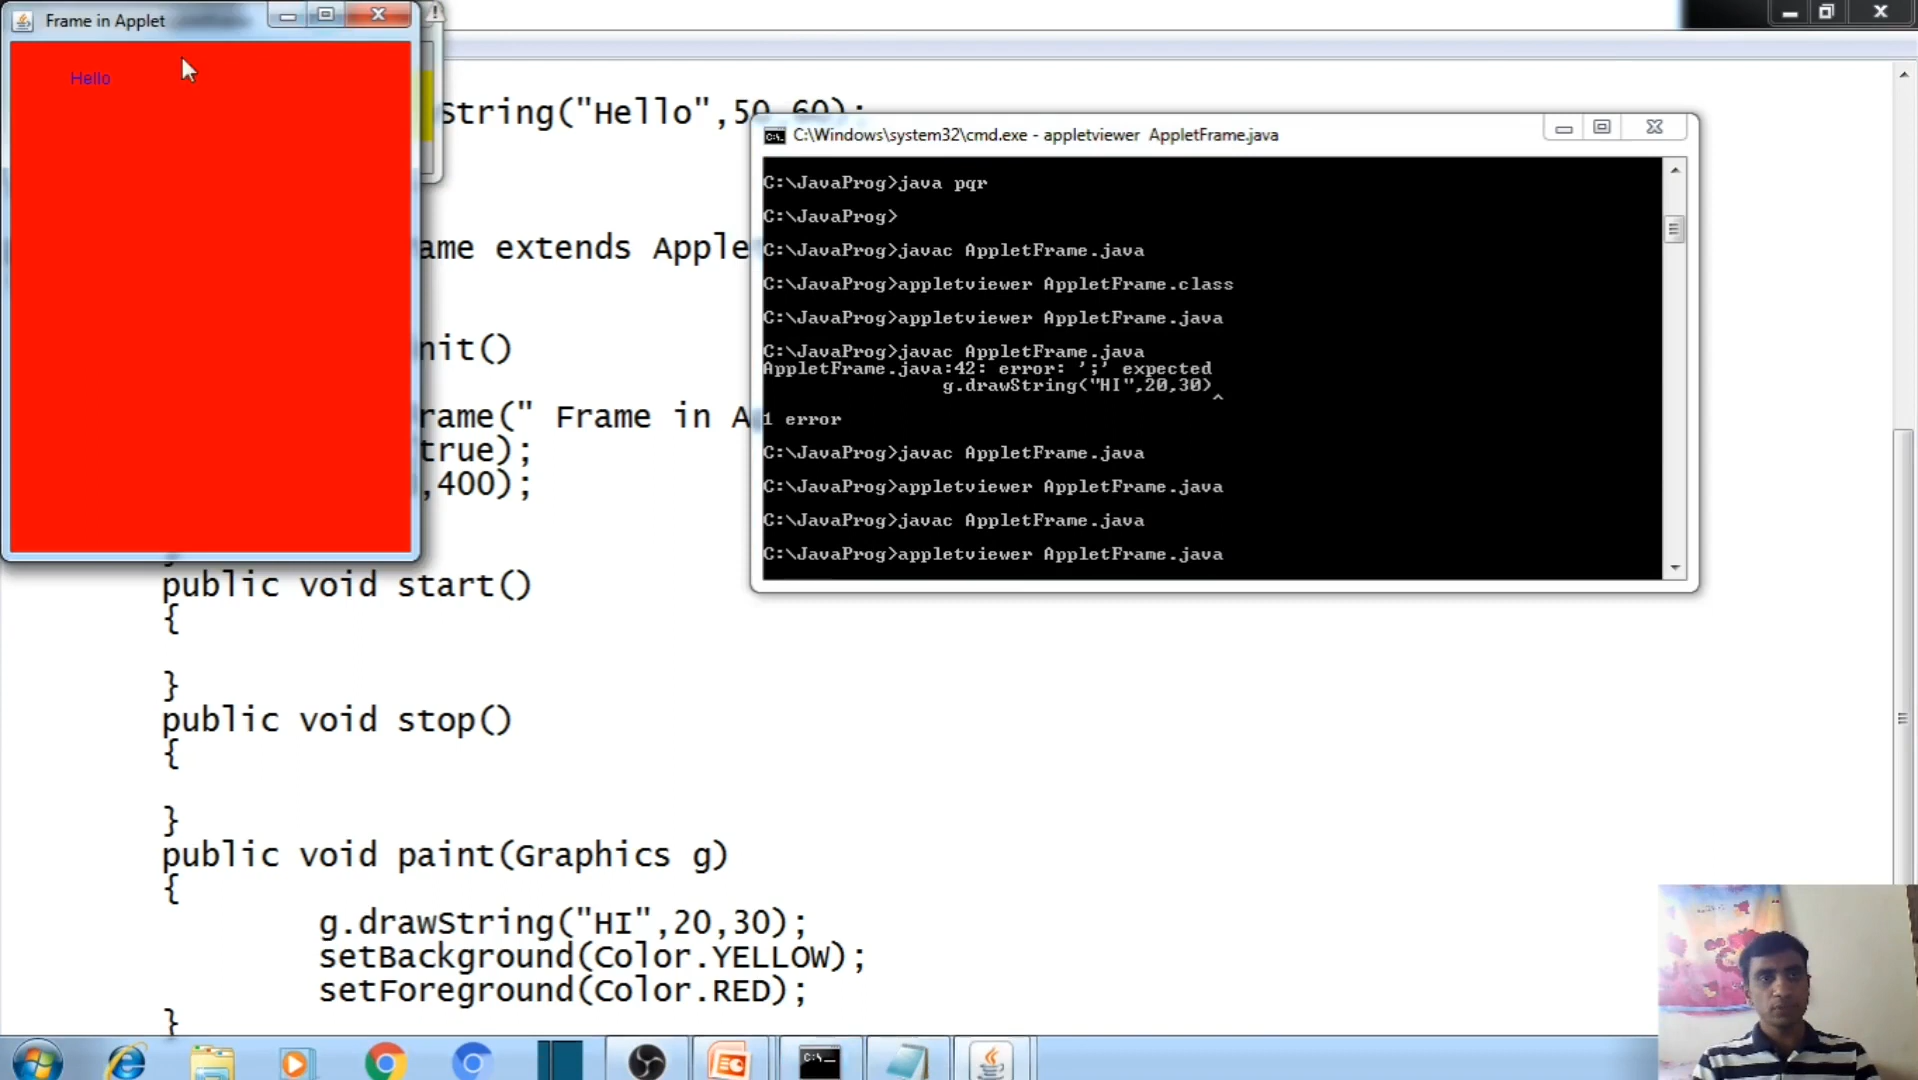 Frame in Applet
Hello
String("Hello",50,60);
ame extends Apple
nit()
rame(" Frame in A
true);
,400);
public void start()
{
}
public void stop()
{
}
public void paint(Graphics g)
{
g.drawString("HI",20,30);
setBackground(Color.YELLOW);
setForeground(Color.RED);
}
C:\Windows\system32\cmd.exe - appletviewer AppletFrame.java
C:\JavaProg>java pqr
C:\JavaProg>
C:\JavaProg>javac AppletFrame.java
C:\JavaProg>appletviewer AppletFrame.class
C:\JavaProg>appletviewer AppletFrame.java
C:\JavaProg>javac AppletFrame.java
AppletFrame.java:42: error: ';' expected
g.drawString("HI",20,30)
^
1 error
C:\JavaProg>javac AppletFrame.java
C:\JavaProg>appletviewer AppletFrame.java
C:\JavaProg>javac AppletFrame.java
C:\JavaProg>appletviewer AppletFrame.java